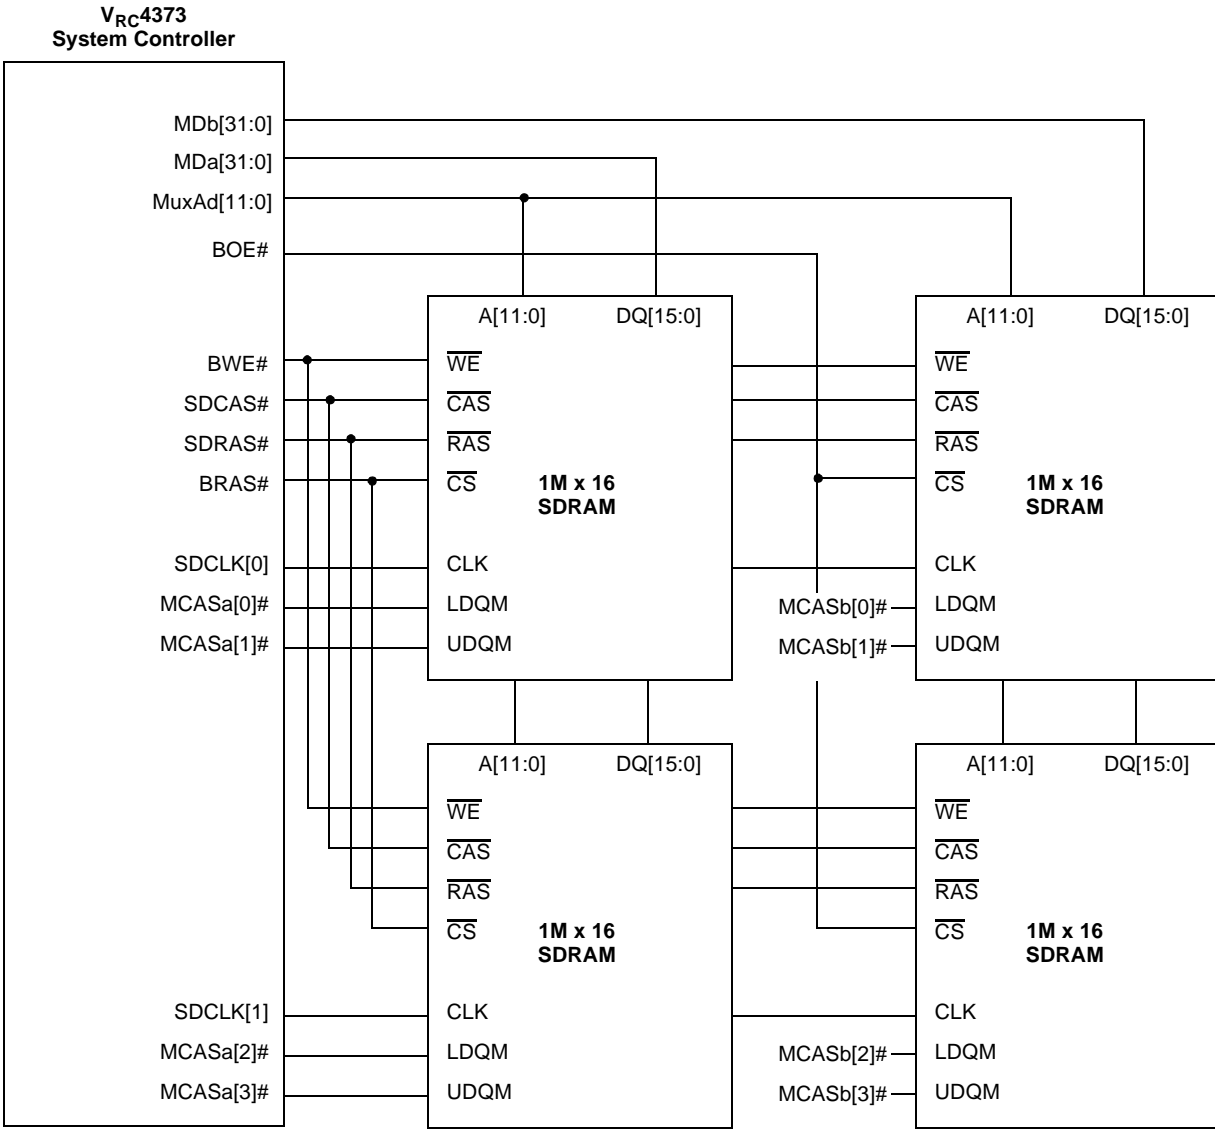 VRC4373
System Controller
MDb[31:0]
MDa[31:0]
MuxAd[11:0]
BOE#
BWE#
SDCAS#
SDRAS#
BRAS#
SDCLK[0]
MCASa[0]#
MCASa[1]#
SDCLK[1]
MCASa[2]#
MCASa[3]#
A[11:0] DQ[15:0]
WE
CAS
RAS
CS
1M x 16
SDRAM
CLK
LDQM
UDQM
A[11:0] DQ[15:0]
WE
CAS
RAS
CS
1M x 16
SDRAM
CLK
MCASb[0]# LDQM
MCASb[1]# UDQM
A[11:0] DQ[15:0]
WE
CAS
RAS
CS
1M x 16
SDRAM
CLK
LDQM
UDQM
A[11:0] DQ[15:0]
WE
CAS
RAS
CS
1M x 16
SDRAM
CLK
MCASb[2]# LDQM
MCASb[3]# UDQM